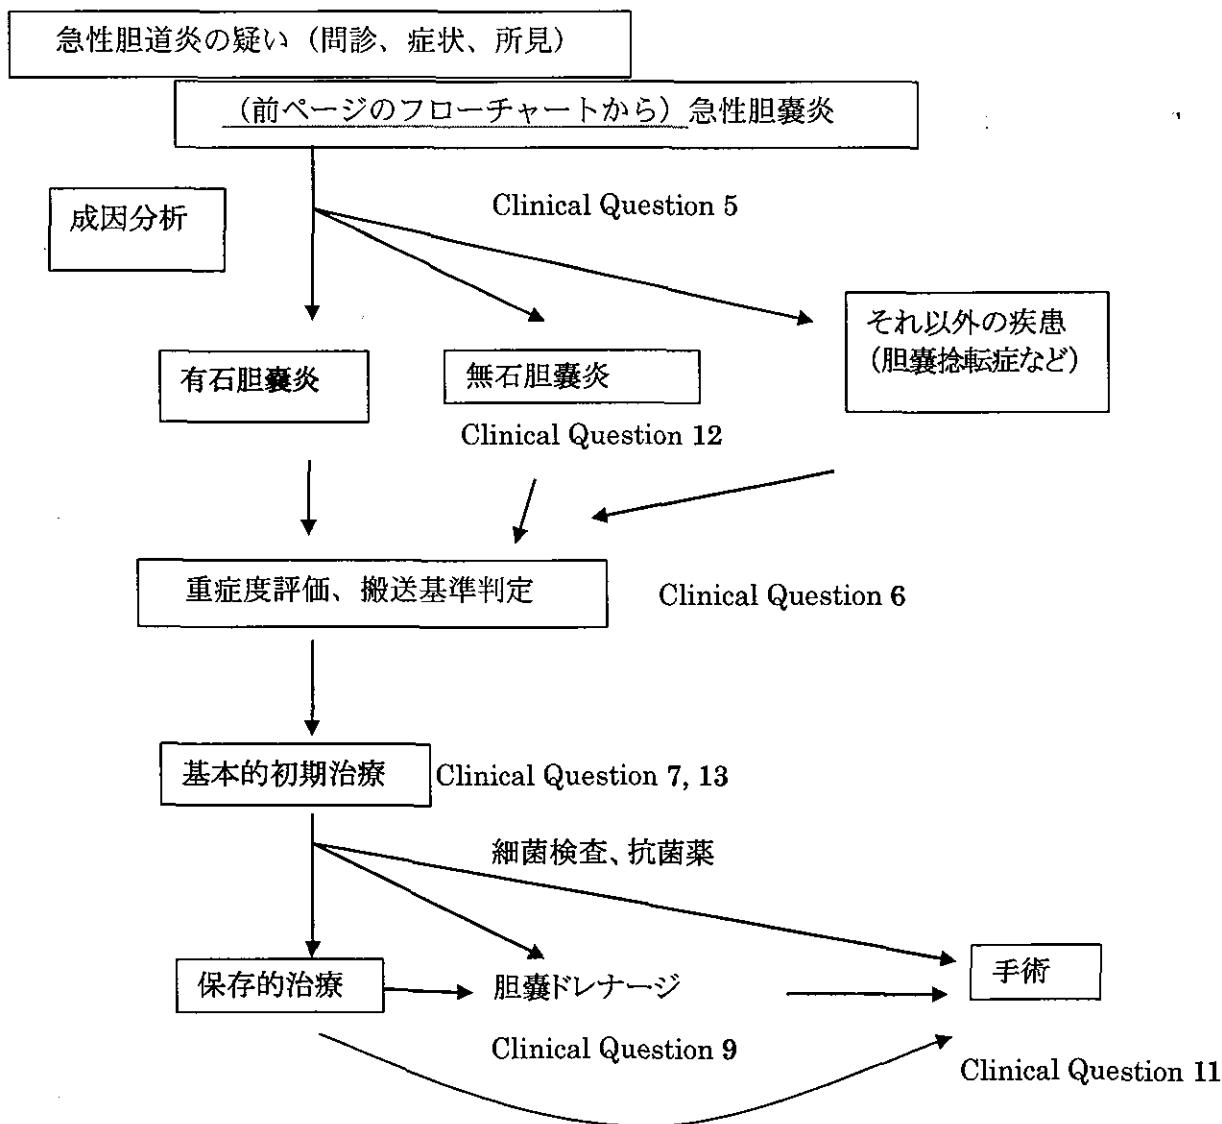 急性胆道炎の疑い（問診、症状、所見）
（前ページのフローチャートから）急性胆嚢炎
Clinical Question 5
成因分析
それ以外の疾患
（胆嚢捻転症など）
有石胆嚢炎
無石胆嚢炎
Clinical Question 12
重症度評価、搬送基準判定
Clinical Question 6
基本的初期治療
Clinical Question 7, 13
細菌検査、抗菌薬
保存的治療
胆嚢ドレナージ
手術
Clinical Question 9
Clinical Question 11